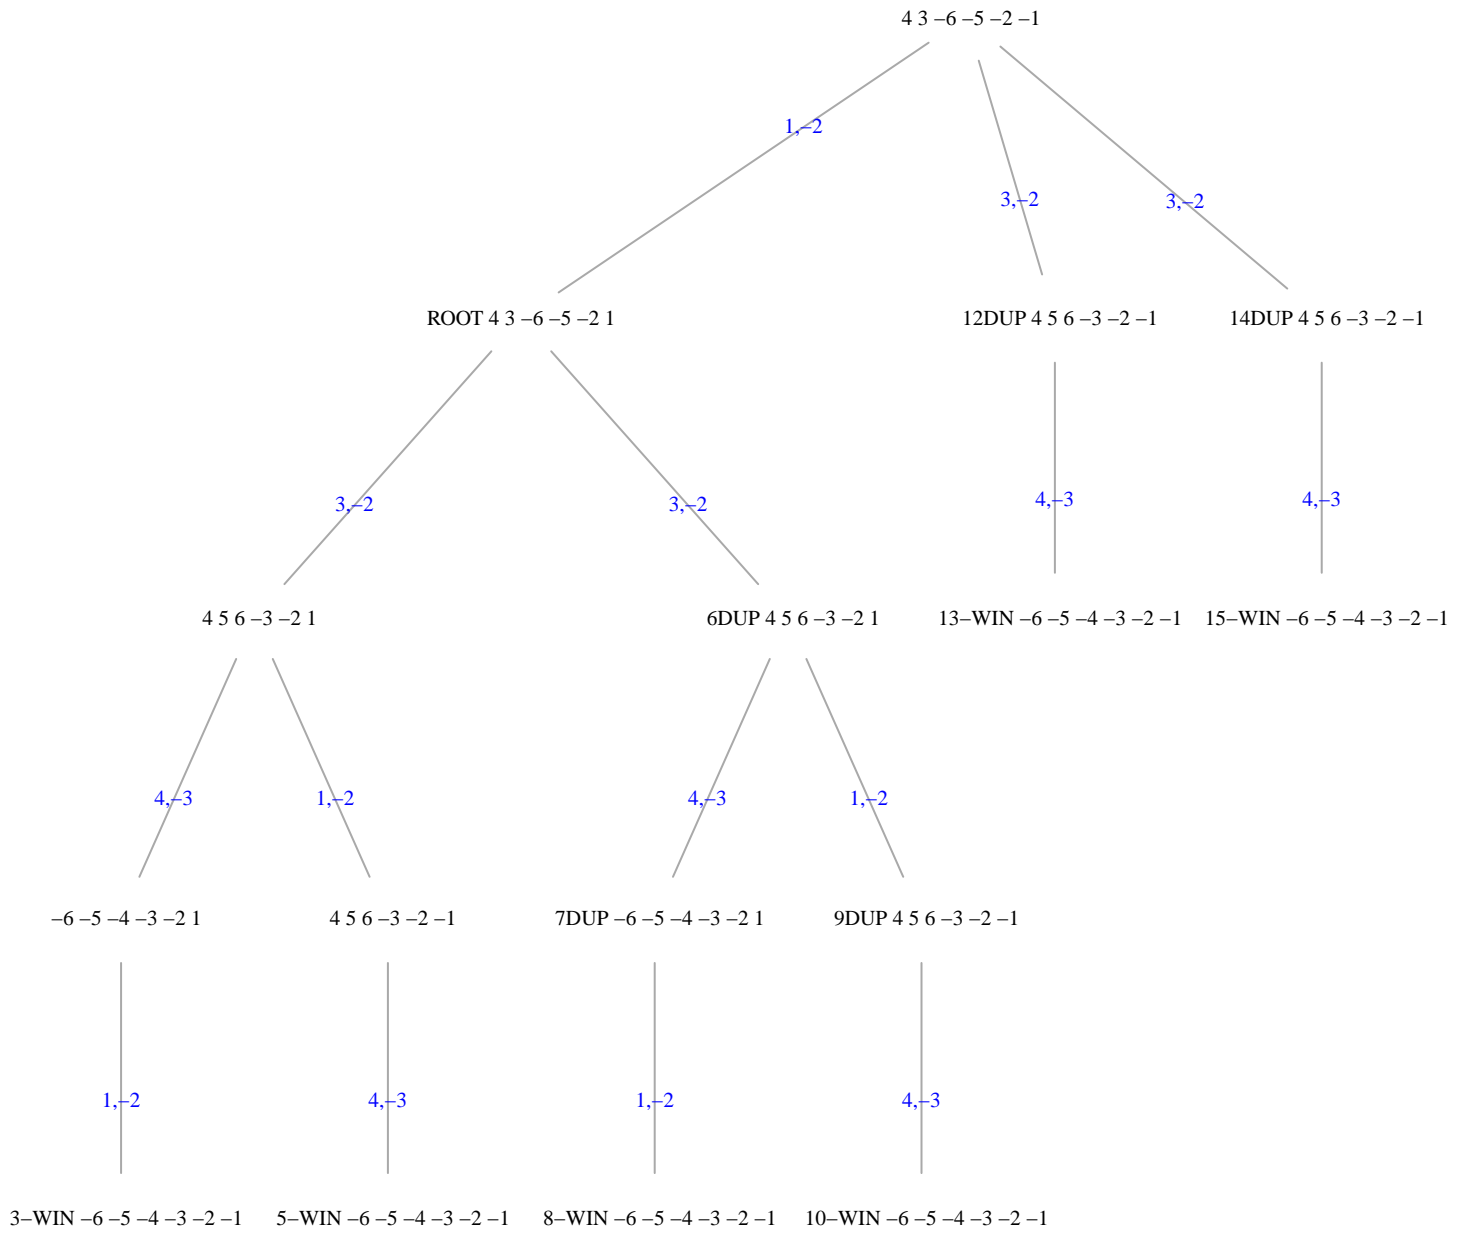 4 3 –6 –5 –2 –1
1,–2
3,–2
3,–2
ROOT 4 3 –6 –5 –2 1
12DUP 4 5 6 –3 –2 –1
14DUP 4 5 6 –3 –2 –1
3,–2
3,–2
4,–3
4,–3
4 5 6 –3 –2 1
6DUP 4 5 6 –3 –2 1
13–WIN –6 –5 –4 –3 –2 –1
15–WIN –6 –5 –4 –3 –2 –1
4,–3
1,–2
4,–3
1,–2
–6 –5 –4 –3 –2 1
4 5 6 –3 –2 –1
7DUP –6 –5 –4 –3 –2 1
9DUP 4 5 6 –3 –2 –1
1,–2
4,–3
1,–2
4,–3
3–WIN –6 –5 –4 –3 –2 –1
5–WIN –6 –5 –4 –3 –2 –1
8–WIN –6 –5 –4 –3 –2 –1
10–WIN –6 –5 –4 –3 –2 –1